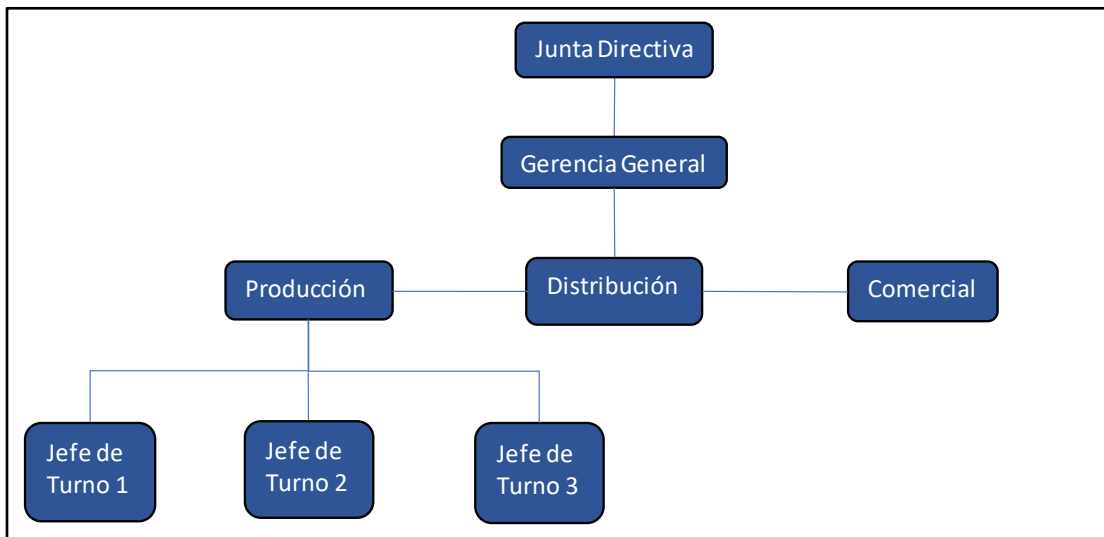 Junta Directiva
Gerencia General
Producción
Distribución
Comercial
Jefe de
Turno 1
Jefe de
Turno 2
Jefe de
Turno 3